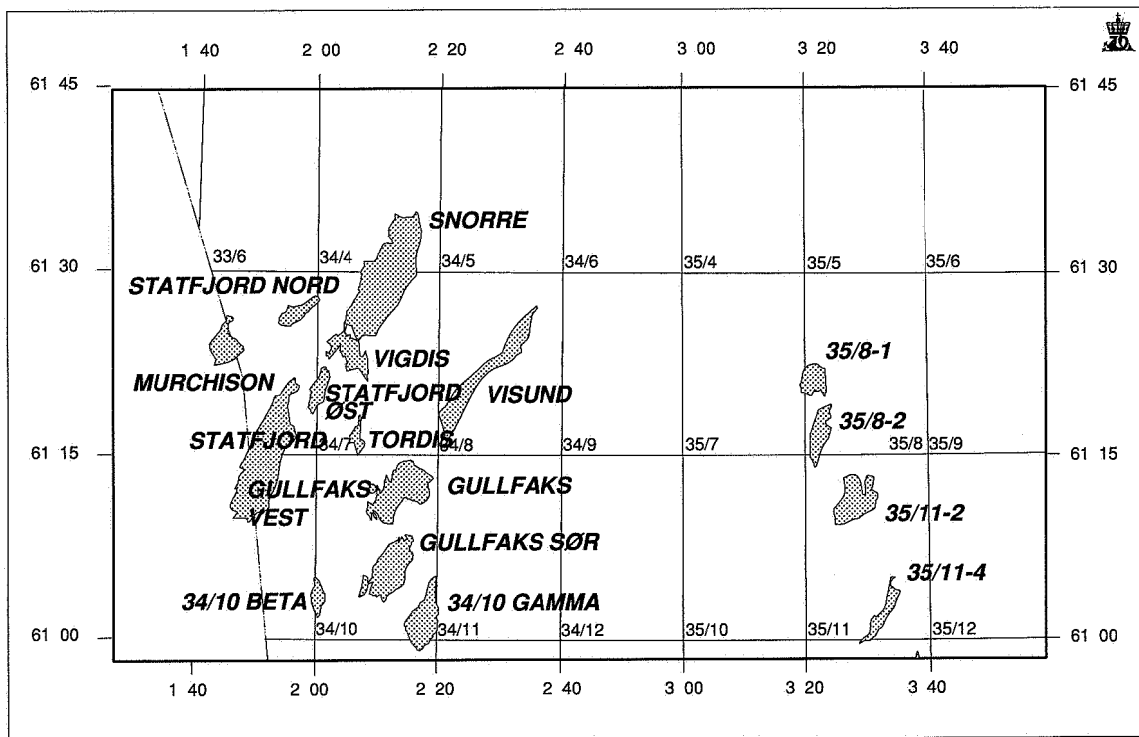 1 40 2 00 2 20 2 40 3 00 3 20 3 40
61 45 61 45
SNORRE
33/6 34/4 34/5 34/6 35/4 35/5 35/6
61 30 61 30
STATFJORD NORD
35/8-1
VIGDIS
MURCHISON STATFJORD VISUND
ØST
35/8-2
STATFJORD 34/7 TORDIS 34/8 34/9 35/7 35/8 35/9
61 15 61 15
GULLFAKS GULLFAKS
VEST 35/11-2
GULLFAKS SØR
35/11-4
34/10 BETA 34/10 GAMMA
34/10 34/11 34/12 35/10 35/11 35/12
61 00 61 00
1 40 2 00 2 20 2 40 3 00 3 20 3 40